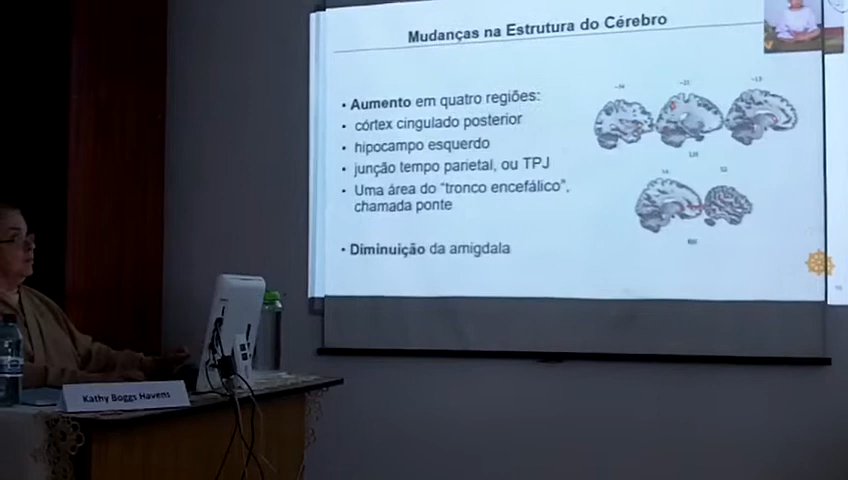 Mudanças na Estrutura do Cérebro
• Aumento em quatro regiões:
• córtex cingulado posterior
• hipocampo esquerdo
• junção tempo parietal, ou TPJ
• Uma área do “tronco encefálico”,
chamada ponte
• Diminuição da amigdala
Kathy Boggs Havens